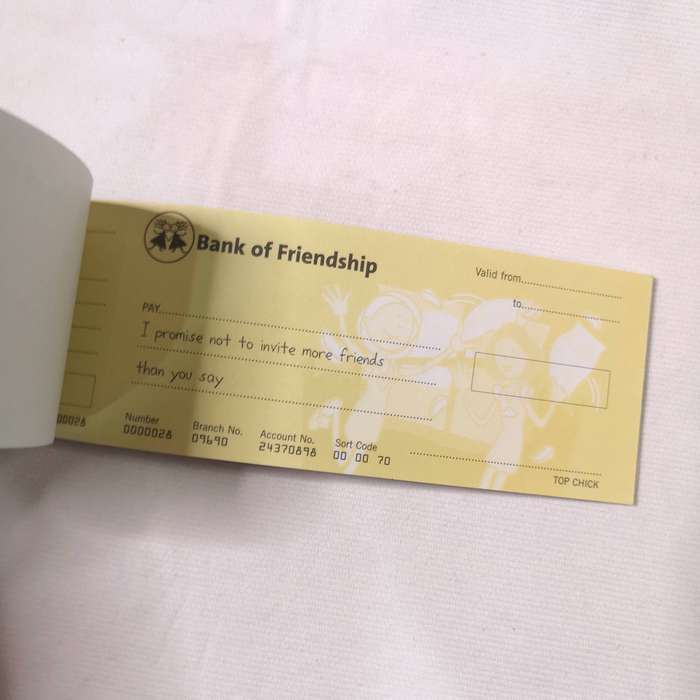 Bank of Friendship
Valid from
to
PAY
I promise not to invite more friends
than you say
00028
Number
0000028
Branch No.
09690
Account No.
24370898
Sort Code
00 00 70
TOP CHICK